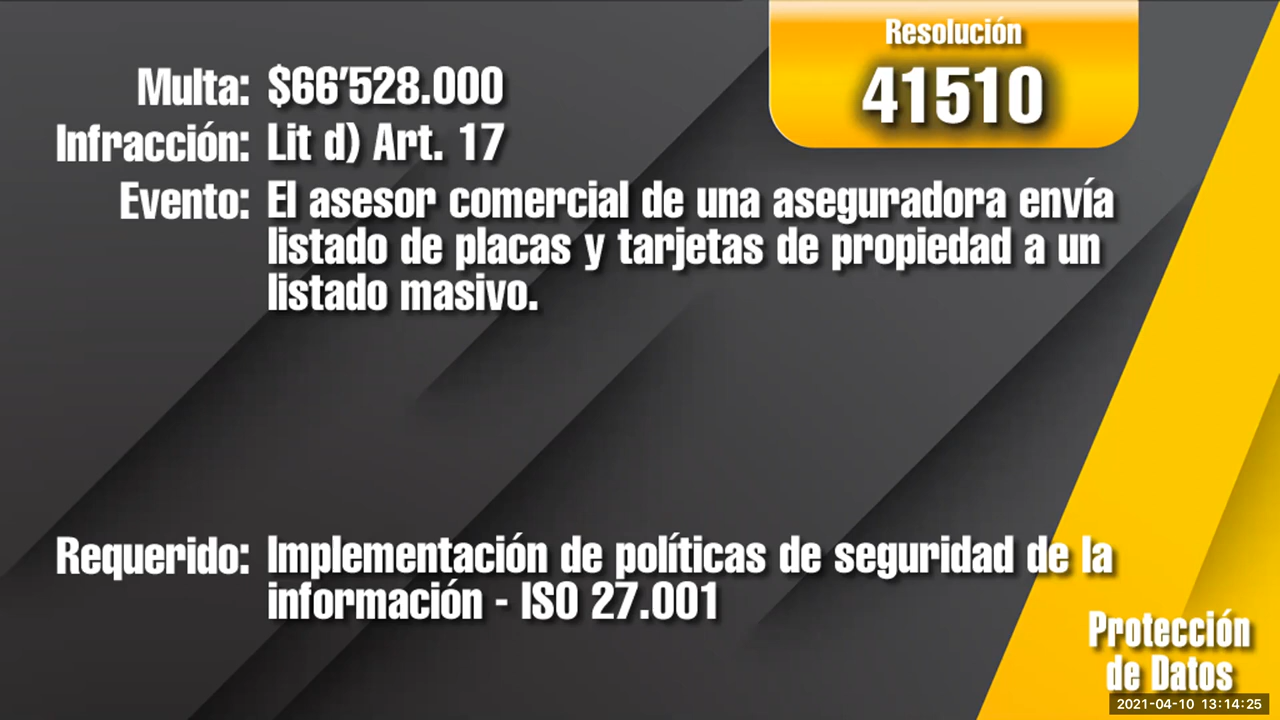 Resolución
41510
Multa: $66’528.000
Infracción: Lit d) Art. 17
Evento: El asesor comercial de una aseguradora envía
listado de placas y tarjetas de propiedad a un
listado masivo.
Requerido: Implementación de políticas de seguridad de la
información - ISO 27.001
Protección
de Datos
2021-04-10 13:14:25